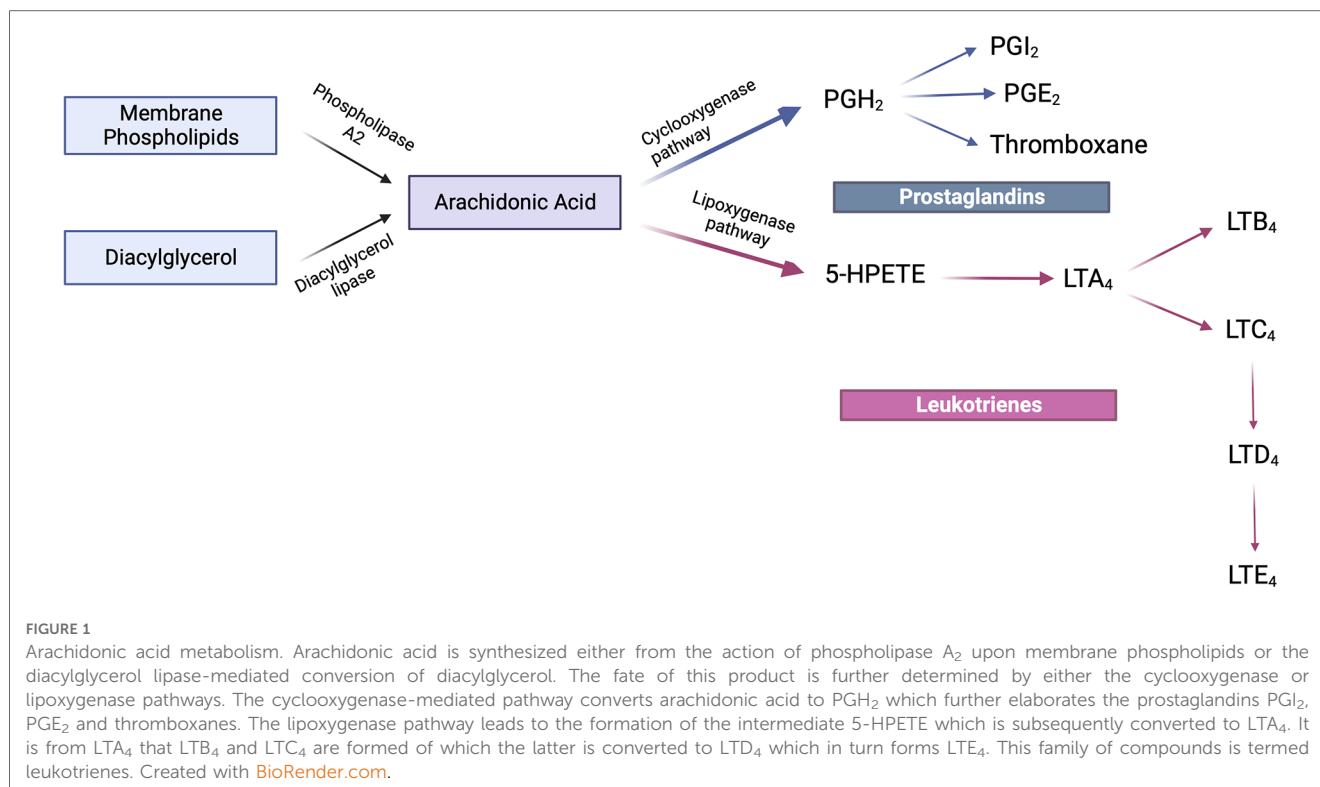 Membrane
Phospholipids
Phospholipase
A2
Diacylglycerol
Diacylglycerol
lipase
Arachidonic Acid
Cyclooxygenase
pathway
PGH₂
PGI₂
PGE₂
Thromboxane
Prostaglandins
Lipoxygenase
pathway
5-HPETE
LTA₄
LTB₄
LTC₄
Leukotrienes
LTD₄
LTE₄
FIGURE 1
Arachidonic acid metabolism. Arachidonic acid is synthesized either from the action of phospholipase A₂ upon membrane phospholipids or the
diacylglycerol lipase-mediated conversion of diacylglycerol. The fate of this product is further determined by either the cyclooxygenase or
lipoxygenase pathways. The cyclooxygenase-mediated pathway converts arachidonic acid to PGH₂ which further elaborates the prostaglandins PGI₂,
PGE₂ and thromboxanes. The lipoxygenase pathway leads to the formation of the intermediate 5-HPETE which is subsequently converted to LTA₄. It
is from LTA₄ that LTB₄ and LTC₄ are formed of which the latter is converted to LTD₄ which in turn forms LTE₄. This family of compounds is termed
leukotrienes. Created with BioRender.com.